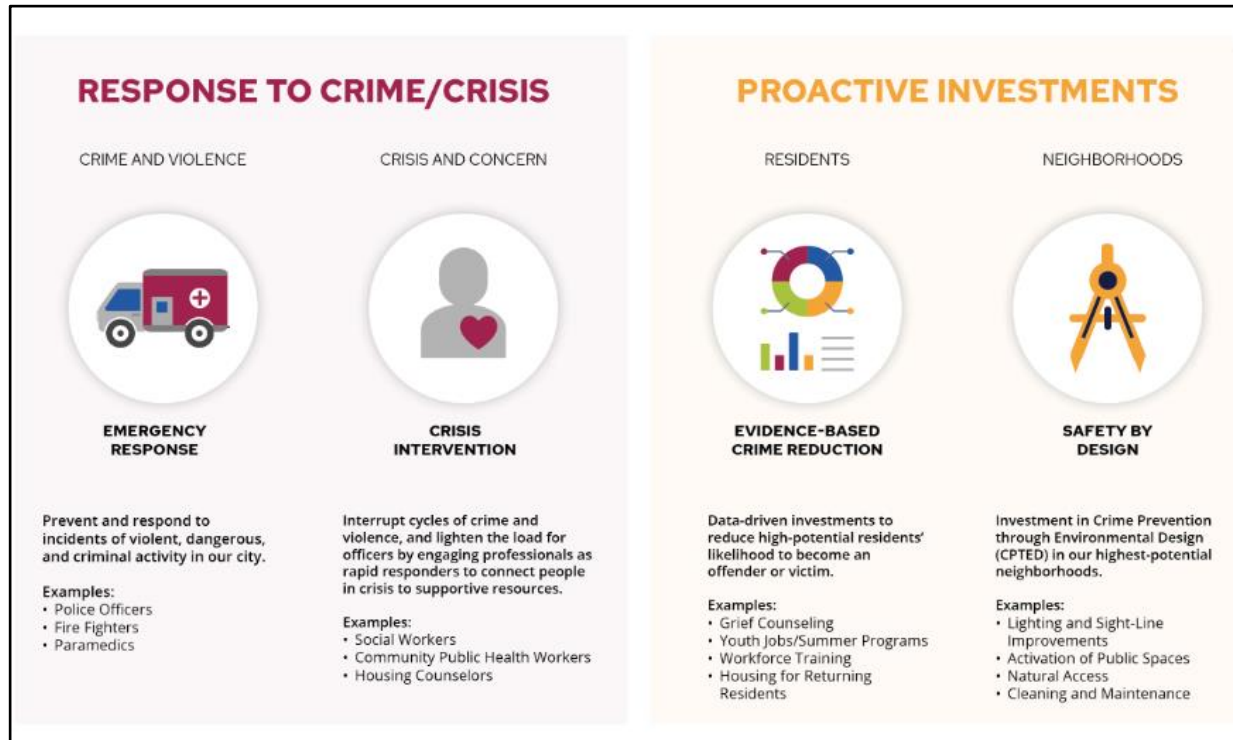 RESPONSE TO CRIME/CRISIS
CRIME AND VIOLENCE
EMERGENCY
RESPONSE
Prevent and respond to
incidents of violent, dangerous,
and criminal activity in our city.
Examples:
• Police Officers
• Fire Fighters
• Paramedics
CRISIS AND CONCERN
CRISIS
INTERVENTION
Interrupt cycles of crime and
violence, and lighten the load for
officers by engaging professionals as
rapid responders to connect people
in crisis to supportive resources.
Examples:
• Social Workers
• Community Public Health Workers
• Housing Counselors
PROACTIVE INVESTMENTS
RESIDENTS
EVIDENCE-BASED
CRIME REDUCTION
Data-driven investments to
reduce high-potential residents’
likelihood to become an
offender or victim.
Examples:
• Grief Counseling
• Youth Jobs/Summer Programs
• Workforce Training
• Housing for Returning
Residents
NEIGHBORHOODS
SAFETY BY
DESIGN
Investment in Crime Prevention
through Environmental Design
(CPTED) in our highest-potential
neighborhoods.
Examples:
• Lighting and Sight-Line
Improvements
• Activation of Public Spaces
• Natural Access
• Cleaning and Maintenance